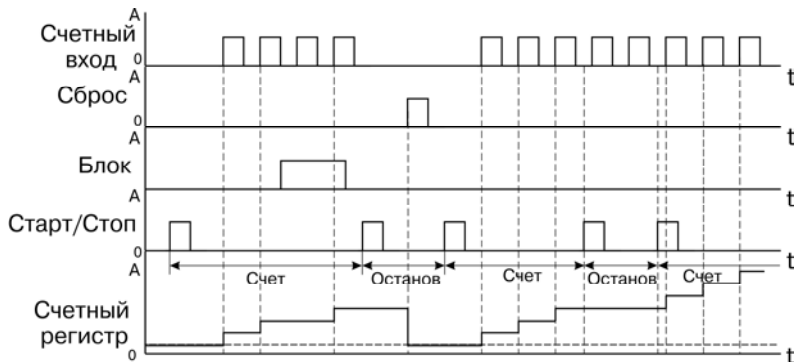 A
Счетный
вход
0
t
A
Сброс
0
t
A
Блок
A
t
Старт/Стоп
0
t
Счет Останов Счет Останов Счет
A
Счетный
регистр
0
t